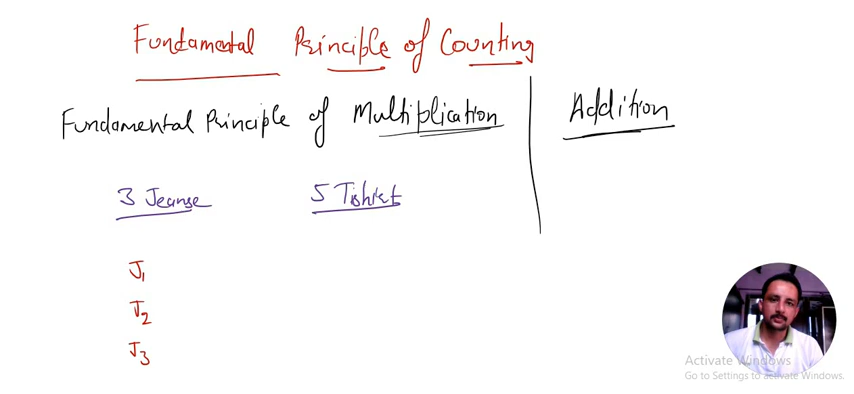 Fundamental Principle of Counting
Fundamental Principle of Multiplication
Addition
3 Jeanse
5 Tshirt
J1
J2
J3
Activate Windows
Go to Settings to activate Windows.